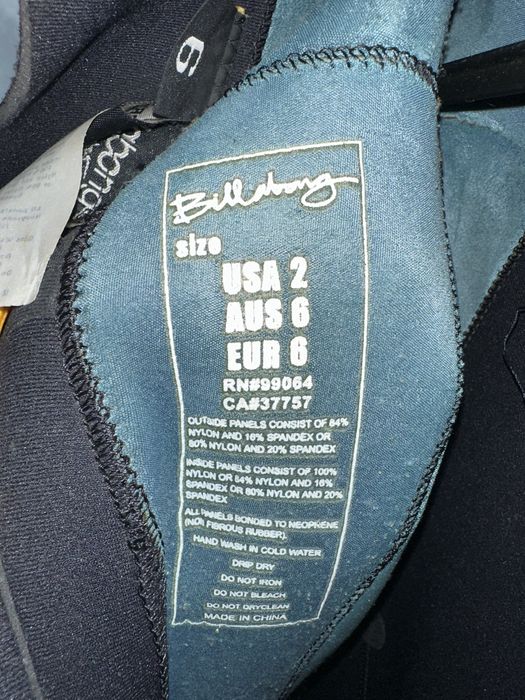 6
Billabong
size
USA 2
AUS 6
EUR 6
RN#99064
CA#37757
OUTSIDE PANELS CONSIST OF 84%
NYLON AND 16% SPANDEX OR
80% NYLON AND 20% SPANDEX
INSIDE PANELS CONSIST OF 100%
NYLON OR 84% NYLON AND 16%
SPANDEX OR 80% NYLON AND 20%
SPANDEX
ALL PANELS BONDED TO NEOPRENE
(NON FIBROUS RUBBER).
HAND WASH IN COLD WATER
DRIP DRY
DO NOT IRON
DO NOT BLEACH
DO NOT DRYCLEAN
MADE IN CHINA